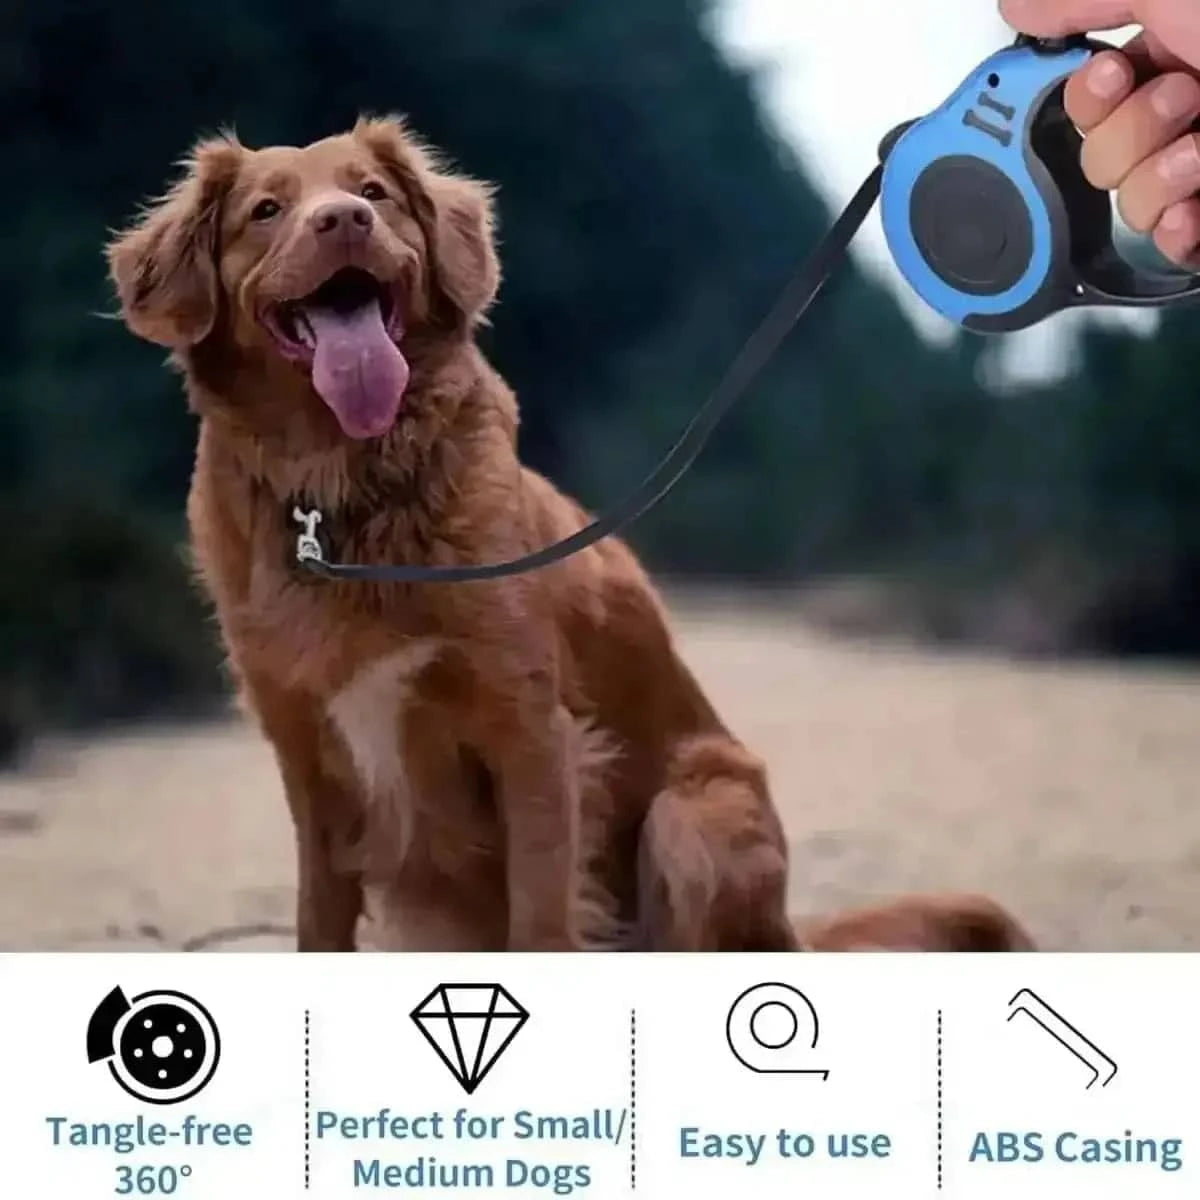 Tangle-free
360°
Perfect for Small/
Medium Dogs
Easy to use
ABS Casing